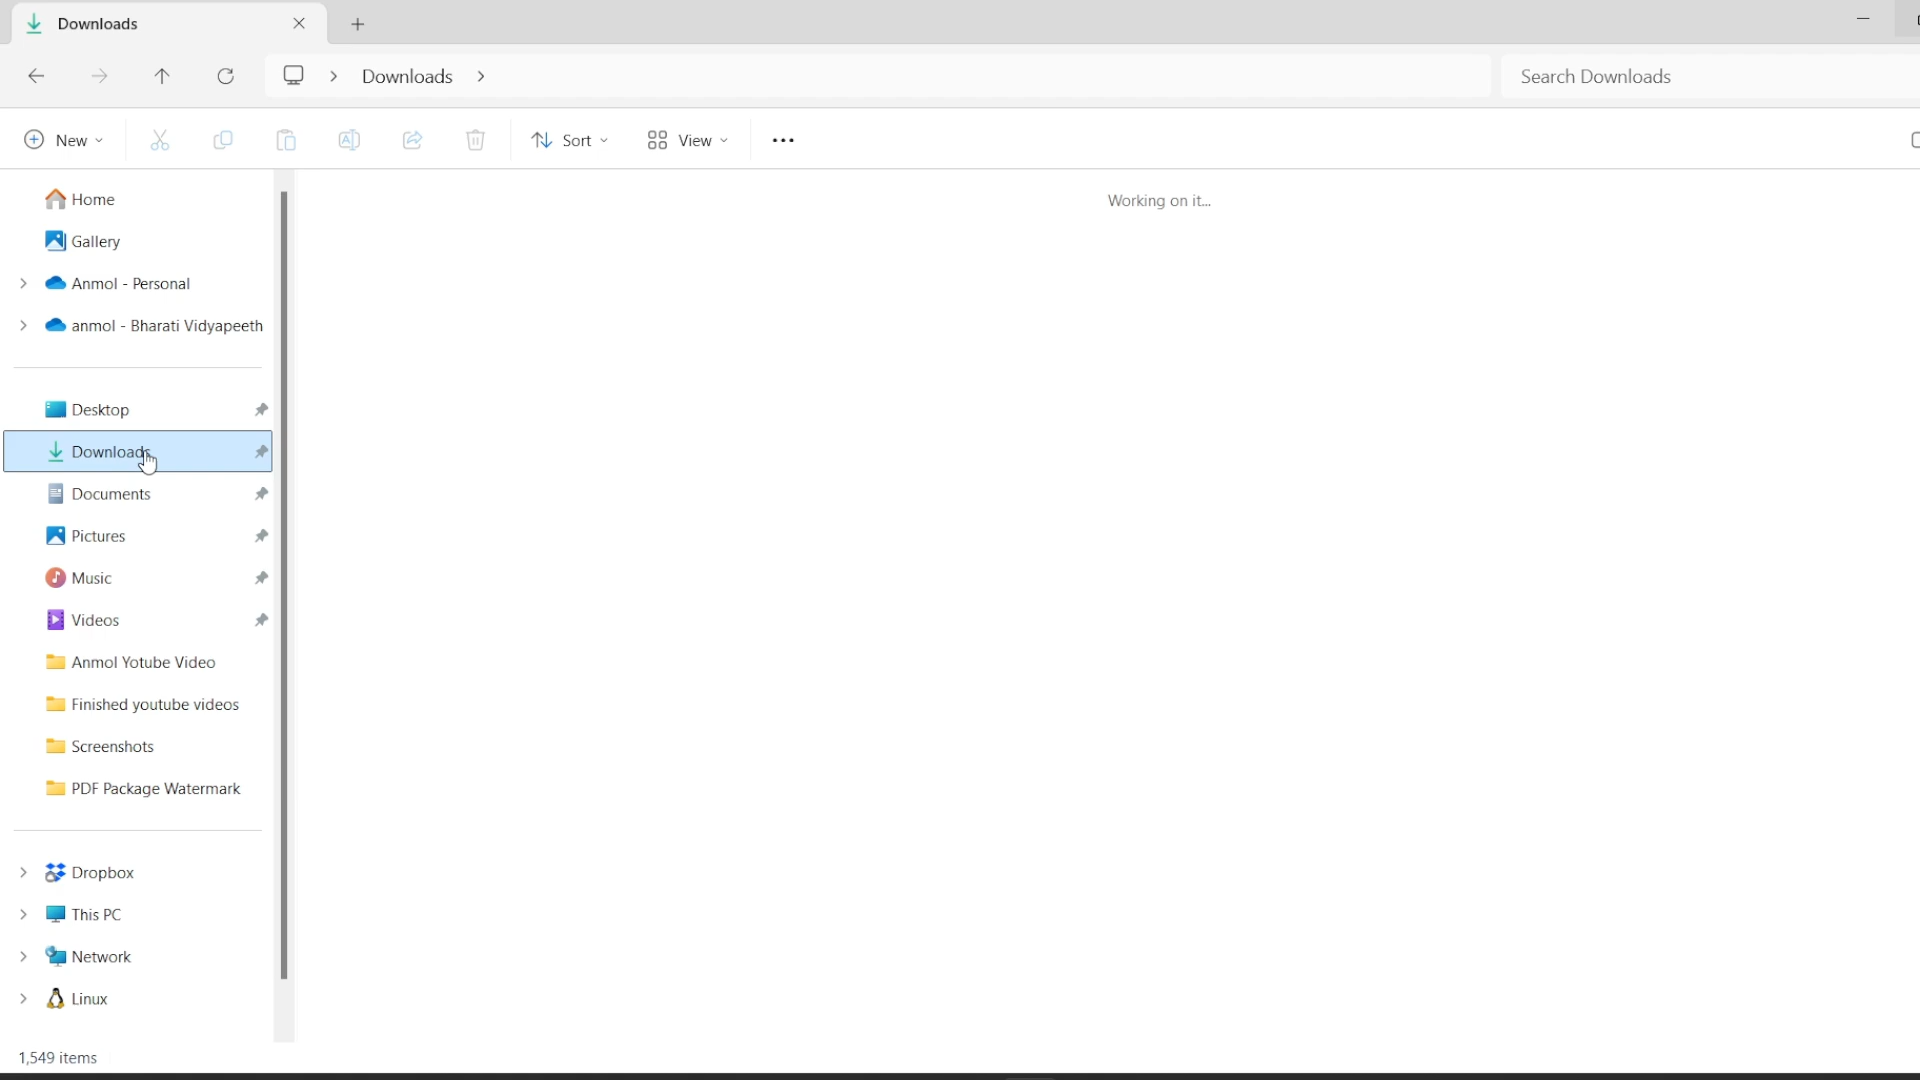 Downloads
Downloads
Search Downloads
New
Sort
View
Home
Working on it...
Gallery
Anmol - Personal
anmol - Bharati Vidyapeeth
Desktop
Downloads
Documents
Pictures
Music
Videos
Anmol Yotube Video
Finished youtube videos
Screenshots
PDF Package Watermark
Dropbox
This PC
Network
Linux
1,549 items